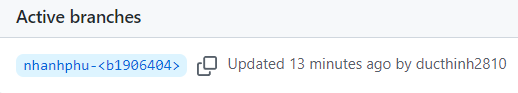 Active branches
nhanhphu-<b1906404> Updated 13 minutes ago by ducthinh2810